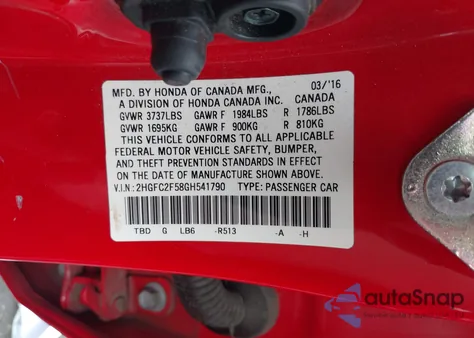 MFD. BY HONDA OF CANADA MFG., 03/'16
A DIVISION OF HONDA CANADA INC. CANADA
GVWR 3737LBS GAWR F 1984LBS R 1786LBS
GVWR 1695KG GAWR F 900KG R 810KG
THIS VEHICLE CONFORMS TO ALL APPLICABLE
FEDERAL MOTOR VEHICLE SAFETY, BUMPER,
AND THEFT PREVENTION STANDARDS IN EFFECT
ON THE DATE OF MANUFACTURE SHOWN ABOVE.
V.I.N: 2HGFC2F58GH541790 TYPE: PASSENGER CAR
TBD G LB6 -R513 -A -H
autoSnap